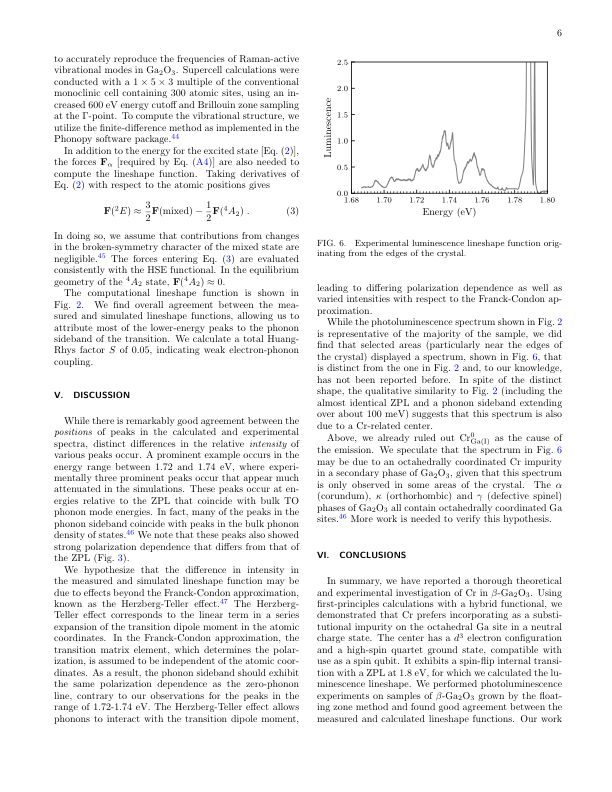 6
to accurately reproduce the frequencies of Raman-active
vibrational modes in Ga2O3. Supercell calculations were
conducted with a 1 × 5 × 3 multiple of the conventional
monoclinic cell containing 300 atomic sites, using an in-
creased 600 eV energy cutoff and Brillouin zone sampling
at the Γ-point. To compute the vibrational structure, we
utilize the finite-difference method as implemented in the
Phonopy software package.44
In addition to the energy for the excited state [Eq. (2)],
the forces Fα [required by Eq. (A4)] are also needed to
compute the lineshape function. Taking derivatives of
Eq. (2) with respect to the atomic positions gives
F(²E) ≈ 3/2 F(mixed) − 1/2 F(⁴A2) . (3)
In doing so, we assume that contributions from changes
in the broken-symmetry character of the mixed state are
negligible.45 The forces entering Eq. (3) are evaluated
consistently with the HSE functional. In the equilibrium
geometry of the ⁴A2 state, F(⁴A2) ≈ 0.
The computational lineshape function is shown in
Fig. 2. We find overall agreement between the mea-
sured and simulated lineshape functions, allowing us to
attribute most of the lower-energy peaks to the phonon
sideband of the transition. We calculate a total Huang-
Rhys factor S of 0.05, indicating weak electron-phonon
coupling.
V. DISCUSSION
While there is remarkably good agreement between the
positions of peaks in the calculated and experimental
spectra, distinct differences in the relative intensity of
various peaks occur. A prominent example occurs in the
energy range between 1.72 and 1.74 eV, where experi-
mentally three prominent peaks occur that appear much
attenuated in the simulations. These peaks occur at en-
ergies relative to the ZPL that coincide with bulk TO
phonon mode energies. In fact, many of the peaks in the
phonon sideband coincide with peaks in the bulk phonon
density of states.46 We note that these peaks also showed
strong polarization dependence that differs from that of
the ZPL (Fig. 3).
We hypothesize that the difference in intensity in
the measured and simulated lineshape function may be
due to effects beyond the Franck-Condon approximation,
known as the Herzberg-Teller effect.47 The Herzberg-
Teller effect corresponds to the linear term in a series
expansion of the transition dipole moment in the atomic
coordinates. In the Franck-Condon approximation, the
transition matrix element, which determines the polar-
ization, is assumed to be independent of the atomic coor-
dinates. As a result, the phonon sideband should exhibit
the same polarization dependence as the zero-phonon
line, contrary to our observations for the peaks in the
range of 1.72-1.74 eV. The Herzberg-Teller effect allows
phonons to interact with the transition dipole moment,
2.5
2.0
1.5
1.0
0.5
0.0
Luminescence
1.68 1.70 1.72 1.74 1.76 1.78 1.80
Energy (eV)
FIG. 6. Experimental luminescence lineshape function orig-
inating from the edges of the crystal.
leading to differing polarization dependence as well as
varied intensities with respect to the Franck-Condon ap-
proximation.
While the photoluminescence spectrum shown in Fig. 2
is representative of the majority of the sample, we did
find that selected areas (particularly near the edges of
the crystal) displayed a spectrum, shown in Fig. 6, that
is distinct from the one in Fig. 2 and, to our knowledge,
has not been reported before. In spite of the distinct
shape, the qualitative similarity to Fig. 2 (including the
almost identical ZPL and a phonon sideband extending
over about 100 meV) suggests that this spectrum is also
due to a Cr-related center.
Above, we already ruled out Cr⁰Ga(I) as the cause of
the emission. We speculate that the spectrum in Fig. 6
may be due to an octahedrally coordinated Cr impurity
in a secondary phase of Ga2O3, given that this spectrum
is only observed in some areas of the crystal. The α
(corundum), κ (orthorhombic) and γ (defective spinel)
phases of Ga2O3 all contain octahedrally coordinated Ga
sites.46 More work is needed to verify this hypothesis.
VI. CONCLUSIONS
In summary, we have reported a thorough theoretical
and experimental investigation of Cr in β-Ga2O3. Using
first-principles calculations with a hybrid functional, we
demonstrated that Cr prefers incorporating as a substi-
tutional impurity on the octahedral Ga site in a neutral
charge state. The center has a d³ electron configuration
and a high-spin quartet ground state, compatible with
use as a spin qubit. It exhibits a spin-flip internal transi-
tion with a ZPL at 1.8 eV, for which we calculated the lu-
minescence lineshape. We performed photoluminescence
experiments on samples of β-Ga2O3 grown by the float-
ing zone method and found good agreement between the
measured and calculated lineshape functions. Our work